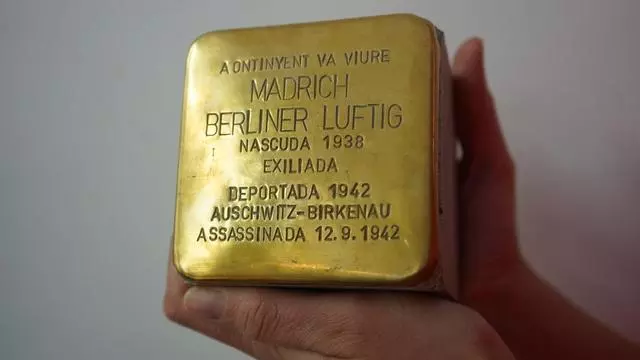 A ONTINYENT VA VIURE
MADRICH
BERLINER LUFTIG
NASCUDA 1938
EXILIADA
DEPORTADA 1942
AUSCHWITZ-BIRKENAU
ASSASSINADA 12.9.1942